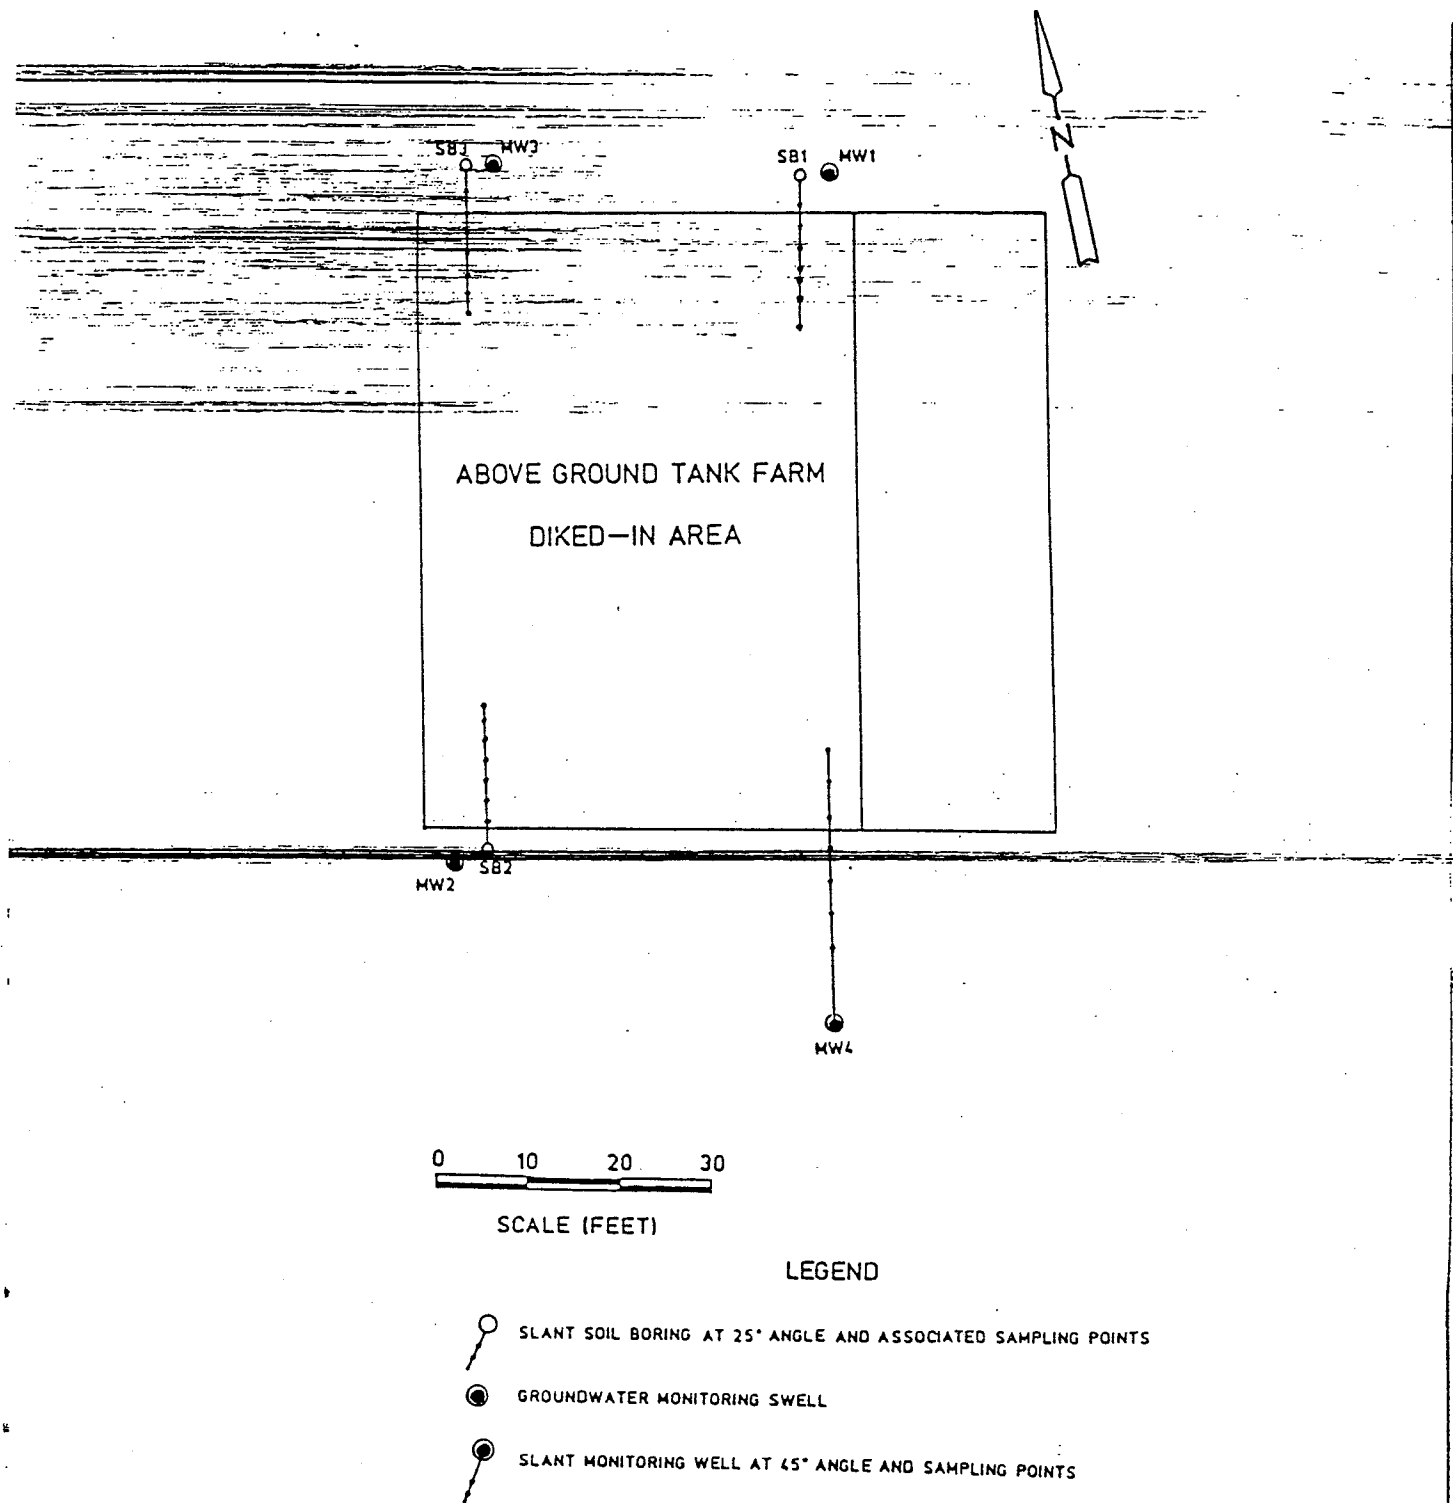 N
SB3 MW3
SB1 MW1
ABOVE GROUND TANK FARM
DIKED-IN AREA
MW2 SB2
MW4
0 10 20 30
SCALE (FEET)
LEGEND
SLANT SOIL BORING AT 25° ANGLE AND ASSOCIATED SAMPLING POINTS
GROUNDWATER MONITORING SWELL
SLANT MONITORING WELL AT 45° ANGLE AND SAMPLING POINTS